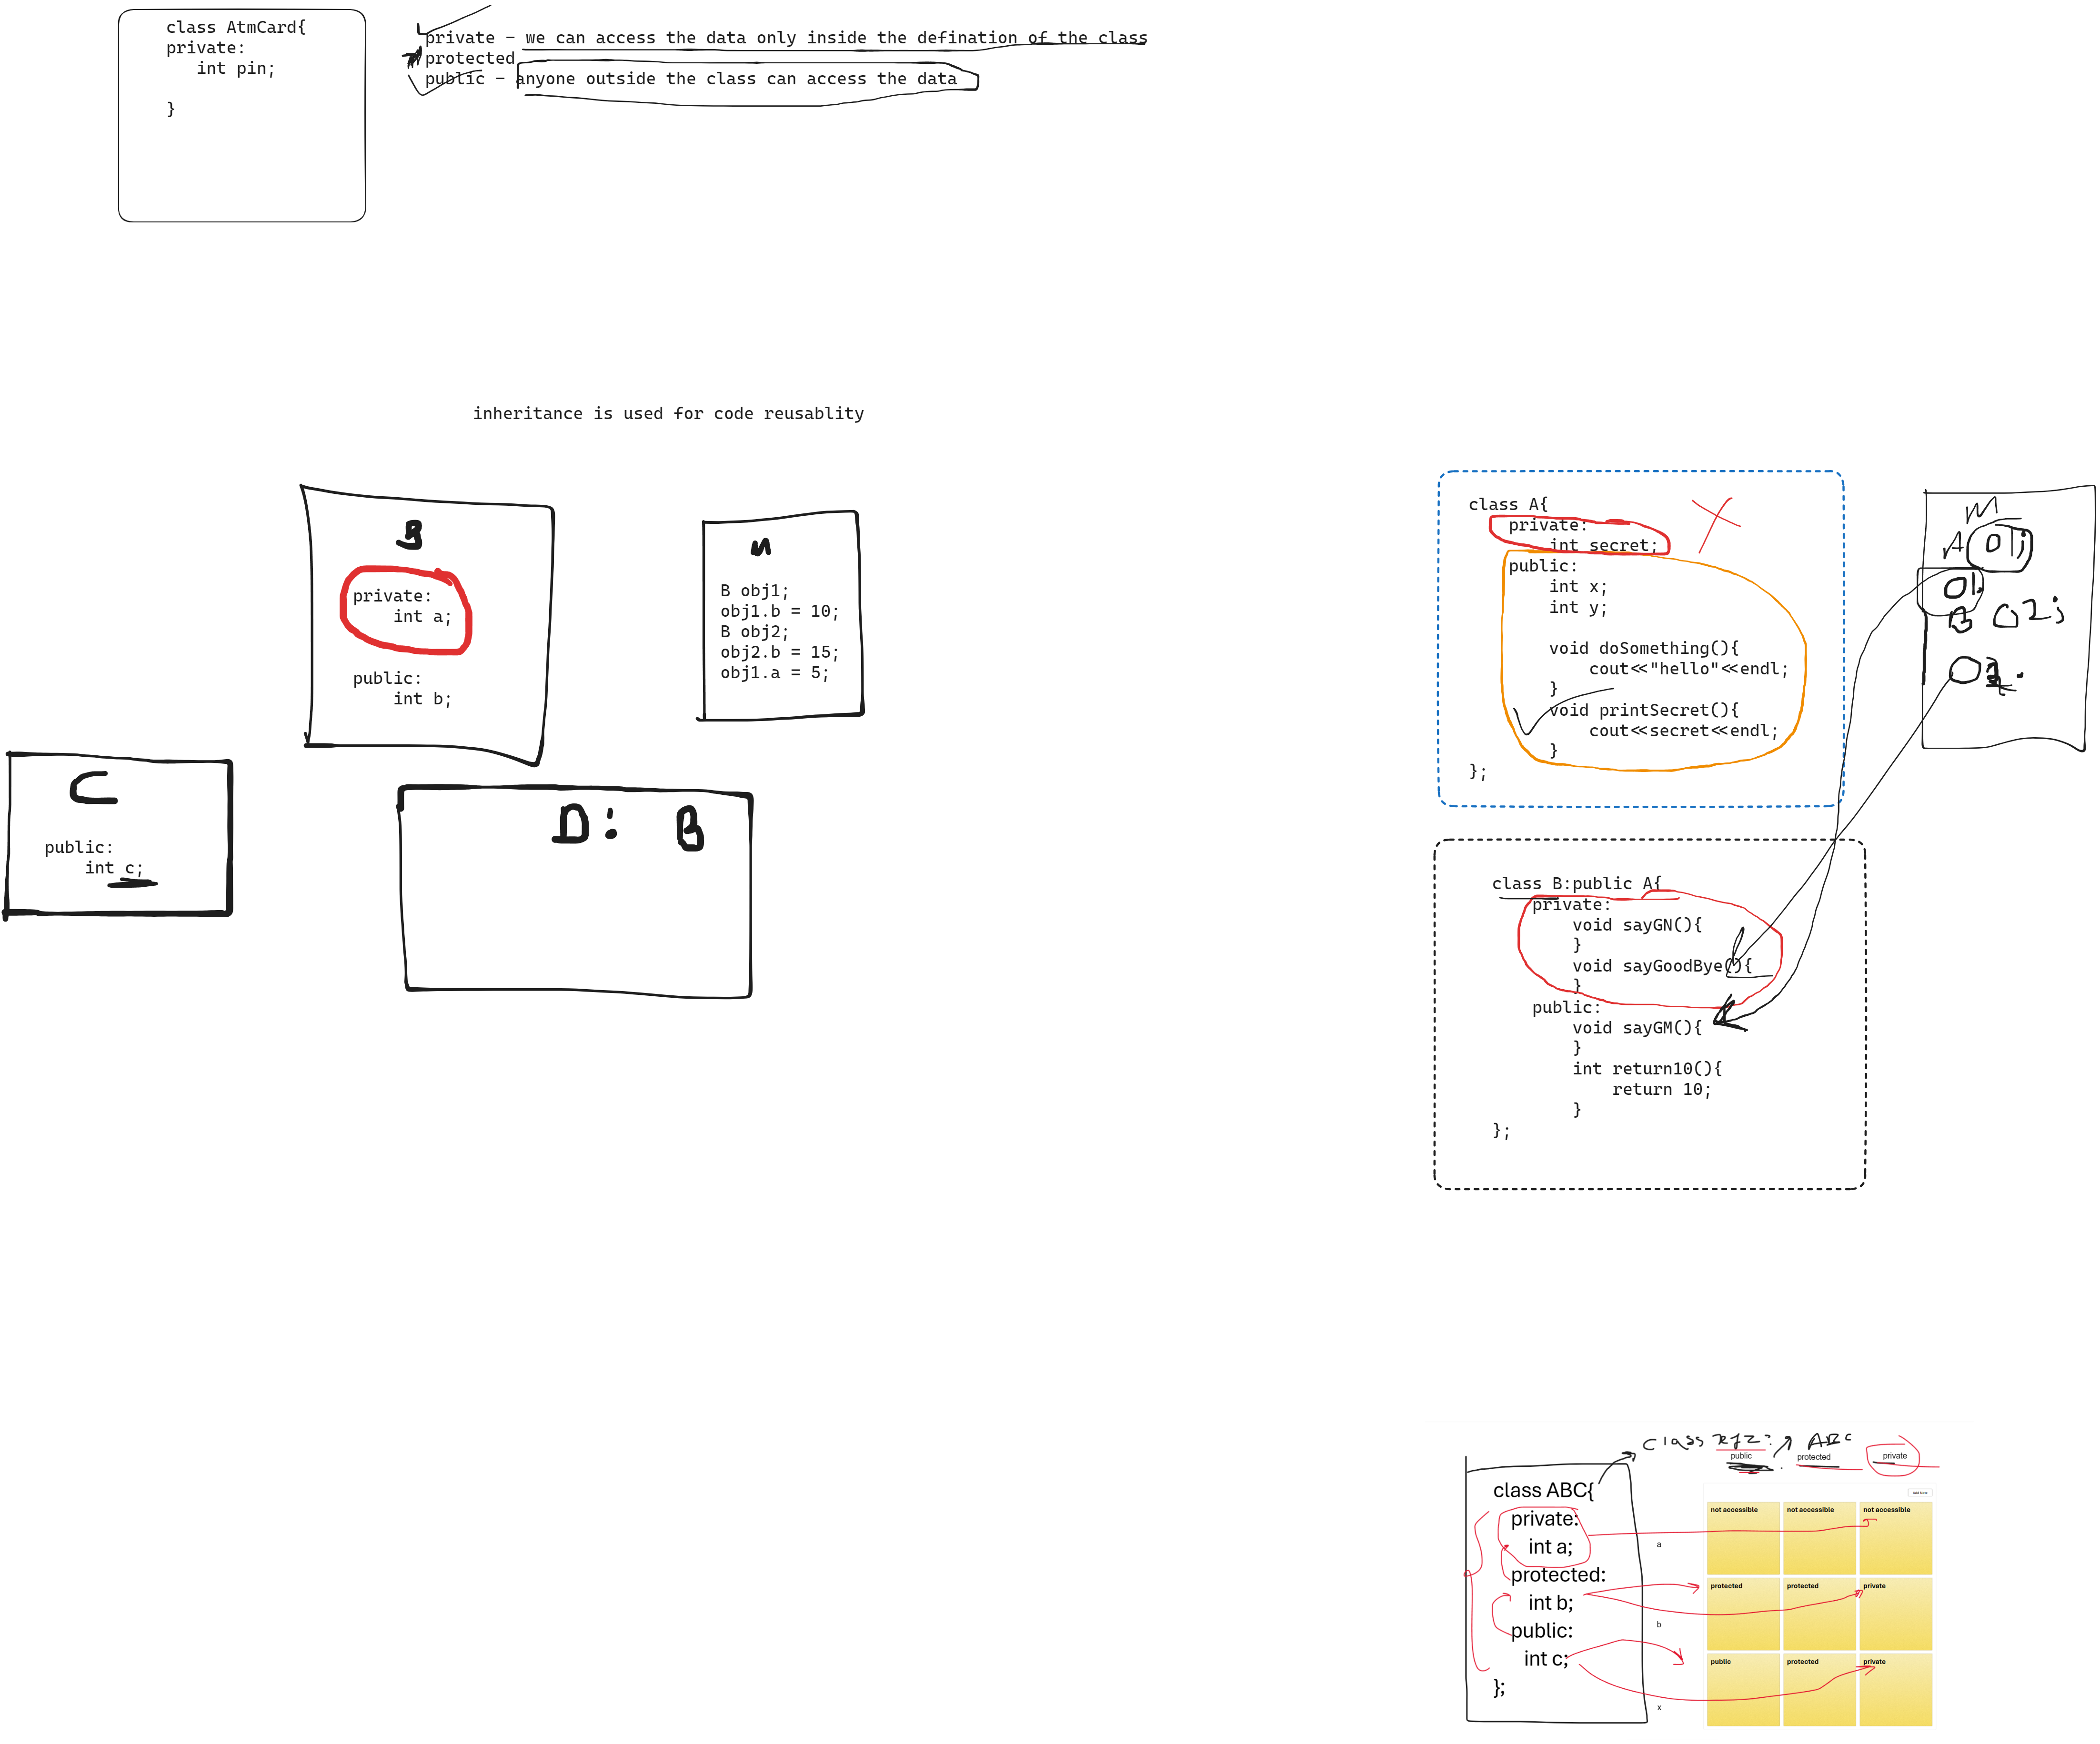 class AtmCard{
private:
   int pin;
}
private - we can access the data only inside the defination of the class
protected
public - anyone outside the class can access the data
inheritance is used for code reusablity
B
private:
    int a;
public:
    int b;
B obj1;
obj1.b = 10;
B obj2;
obj2.b = 15;
obj1.a = 5;
C
public:
    int c;
D: B
class A{
    private:
        int secret;
    public:
        int x;
        int y;
        void doSomething(){
            cout<<"hello"<<endl;
        }
        void printSecret(){
            cout<<secret<<endl;
        }
};
M
A O1;
O1.
B O2;
class B:public A{
    private:
        void sayGN(){
        }
        void sayGoodBye(){
        }
    public:
        void sayGM(){
        }
        int return10(){
            return 10;
        }
};
class xyz: ABC
public protected private
class ABC{
private:
int a;
protected:
int b;
public:
int c;
};
Add Note
not accessible not accessible not accessible
a
protected protected private
b
public protected private
x